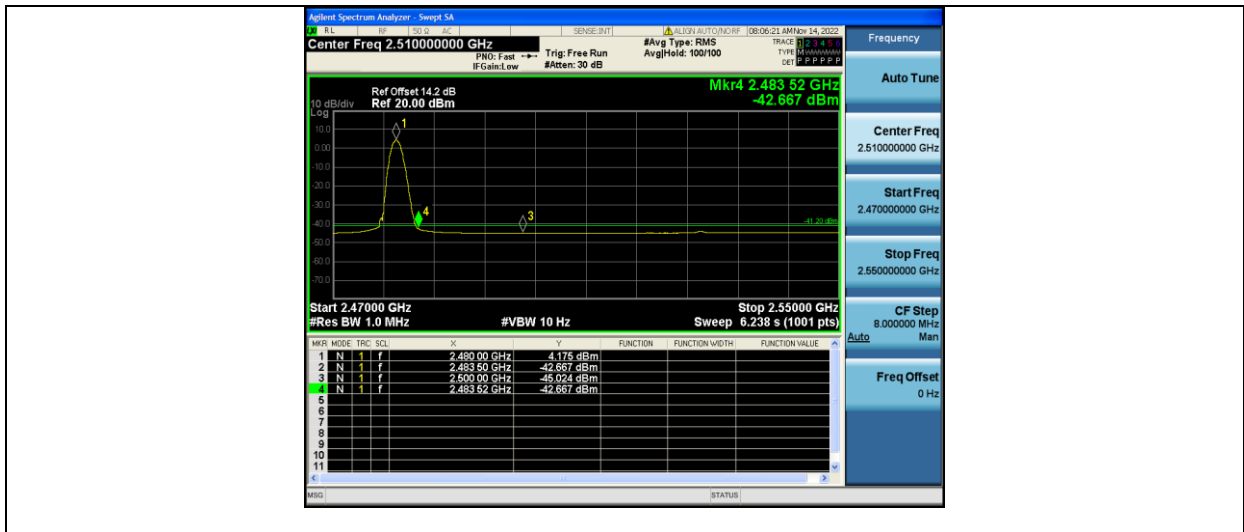 Agilent Spectrum Analyzer - Swept SA
RL RF 50 Ω AC SENSE:INT ALIGN AUTO/NO RF 08:06:21 AM Nov 14, 2022
Center Freq 2.510000000 GHz
PNO: Fast
IFGain:Low
Trig: Free Run
#Atten: 30 dB
#Avg Type: RMS
Avg|Hold: 100/100
TRACE 1 2 3 4 5 6
TYPE M
DET P P P P P P
Frequency
Auto Tune
Center Freq
2.510000000 GHz
Start Freq
2.470000000 GHz
Stop Freq
2.550000000 GHz
CF Step
8.000000 MHz
Auto Man
Freq Offset
0 Hz
Mkr4 2.483 52 GHz
-42.667 dBm
Ref Offset 14.2 dB
10 dB/div Ref 20.00 dBm
Log
10.0
0.00
-10.0
-20.0
-30.0
-40.0
-50.0
-60.0
-70.0
1
4
3
-41.20 dBm
Start 2.47000 GHz Stop 2.55000 GHz
#Res BW 1.0 MHz #VBW 10 Hz Sweep 6.238 s (1001 pts)
MKR MODE TRC SCL X Y FUNCTION FUNCTION WIDTH FUNCTION VALUE
1 N 1 f 2.480 00 GHz 4.175 dBm
2 N 1 f 2.483 50 GHz -42.667 dBm
3 N 1 f 2.500 00 GHz -45.024 dBm
4 N 1 f 2.483 52 GHz -42.667 dBm
5
6
7
8
9
10
11
MSG STATUS